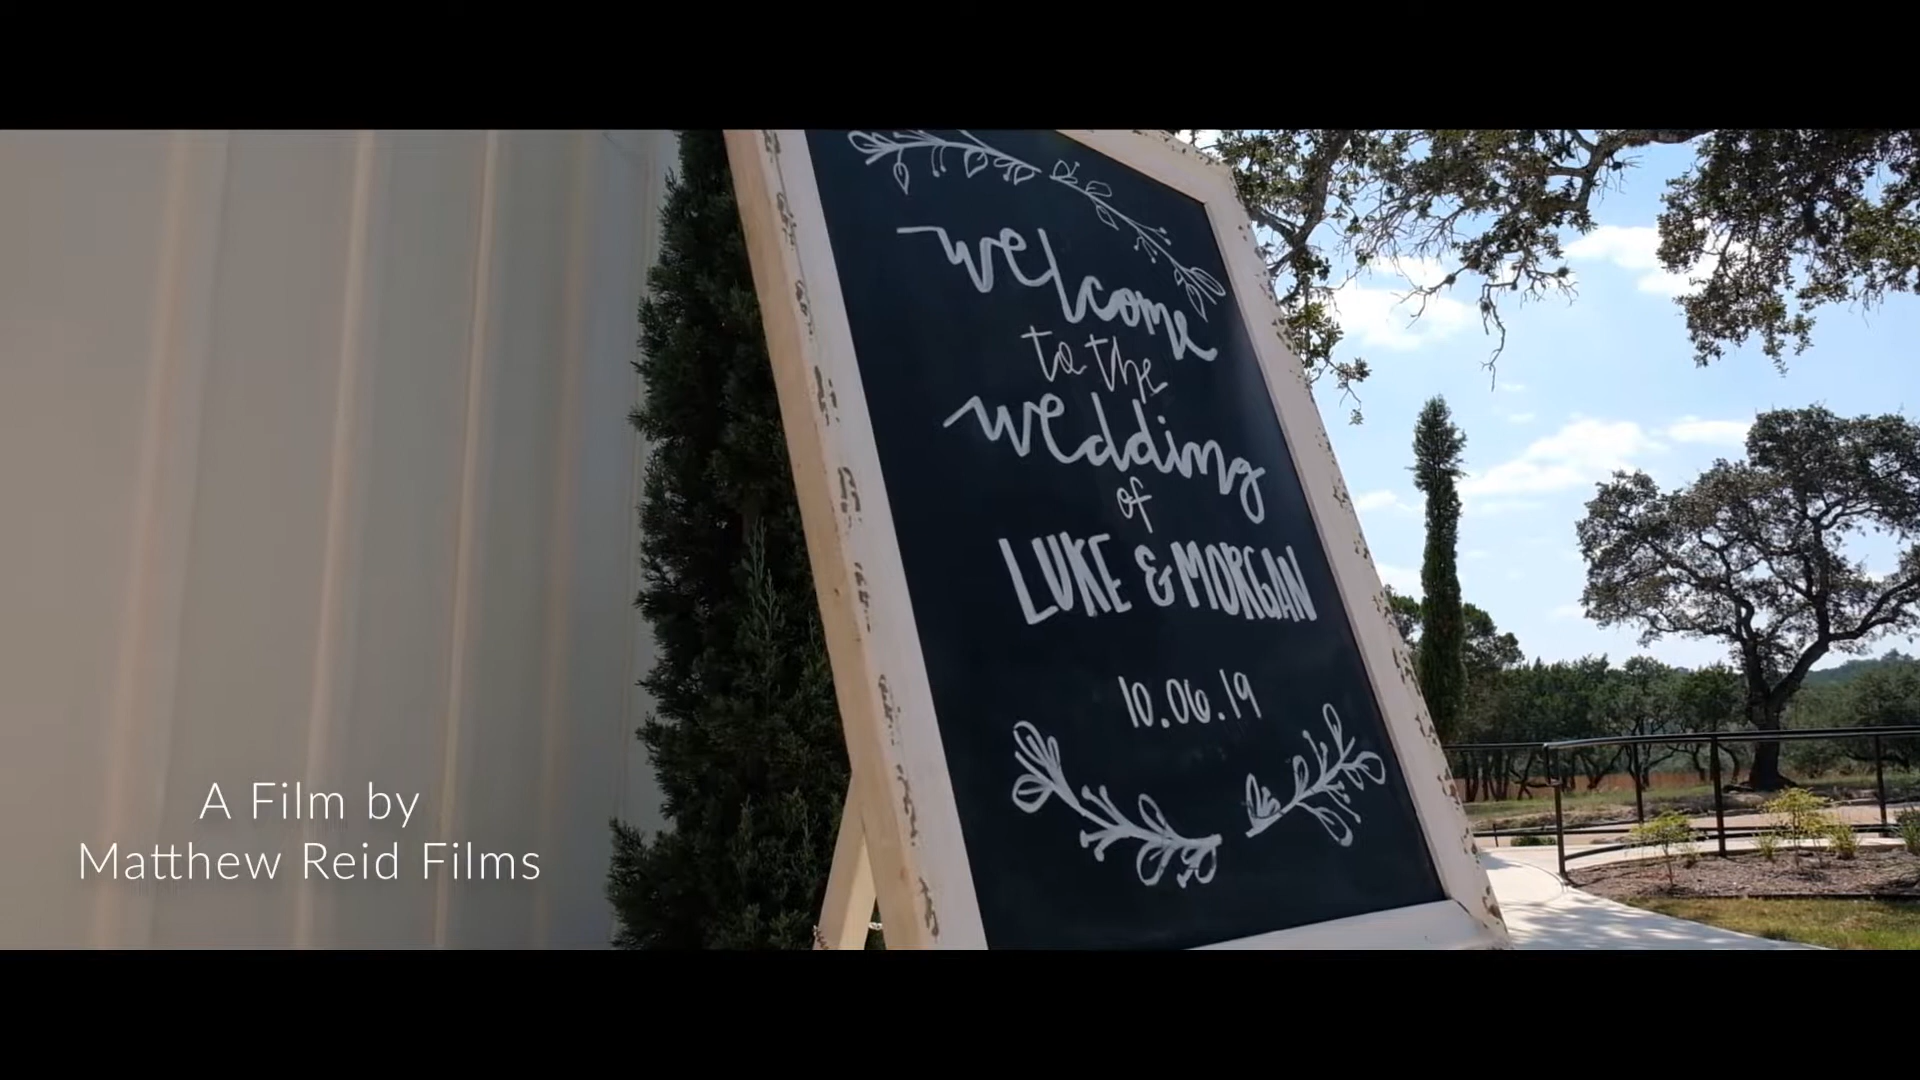 welcome
to the
wedding
of
LUKE & MORGAN
10.06.19
A Film by
Matthew Reid Films